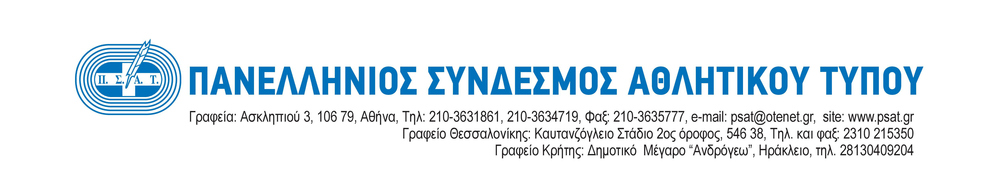 Π. Σ. Α. Τ.
ΠΑΝΕΛΛΗΝΙΟΣ ΣΥΝΔΕΣΜΟΣ ΑΘΛΗΤΙΚΟΥ ΤΥΠΟΥ
Γραφεία: Ασκληπιού 3, 106 79, Αθήνα, Τηλ: 210-3631861, 210-3634719, Φαξ: 210-3635777, e-mail: psat@otenet.gr, site: www.psat.gr
Γραφείο Θεσσαλονίκης: Καυτανζόγλειο Στάδιο 2ος όροφος, 546 38, Τηλ. και φαξ: 2310 215350
Γραφείο Κρήτης: Δημοτικό Μέγαρο “Ανδρόγεω”, Ηράκλειο, τηλ. 28130409204